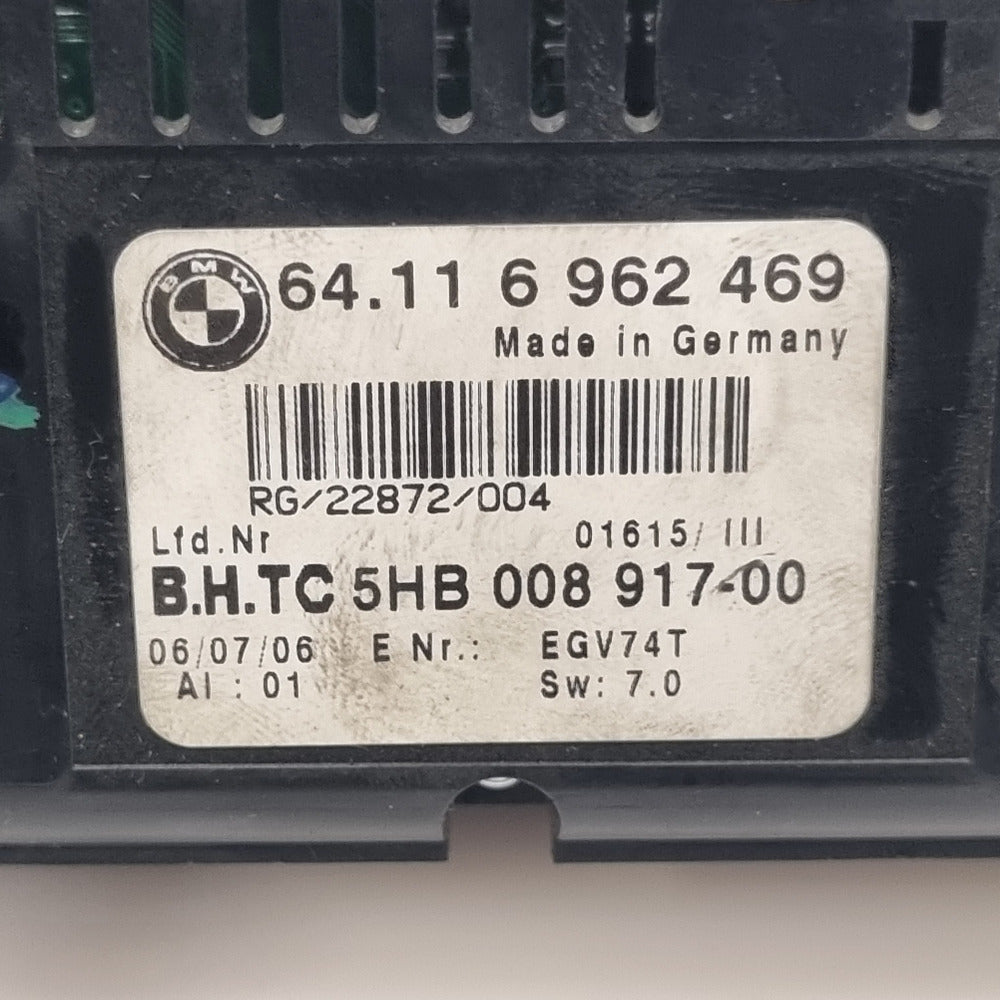 BMW
64.11 6 962 469
Made in Germany
RG/22872/004
Lfd.Nr 01615/ III
B.H.TC 5HB 008 917-00
06/07/06 E Nr.: EGV74T
AI : 01 Sw: 7.0